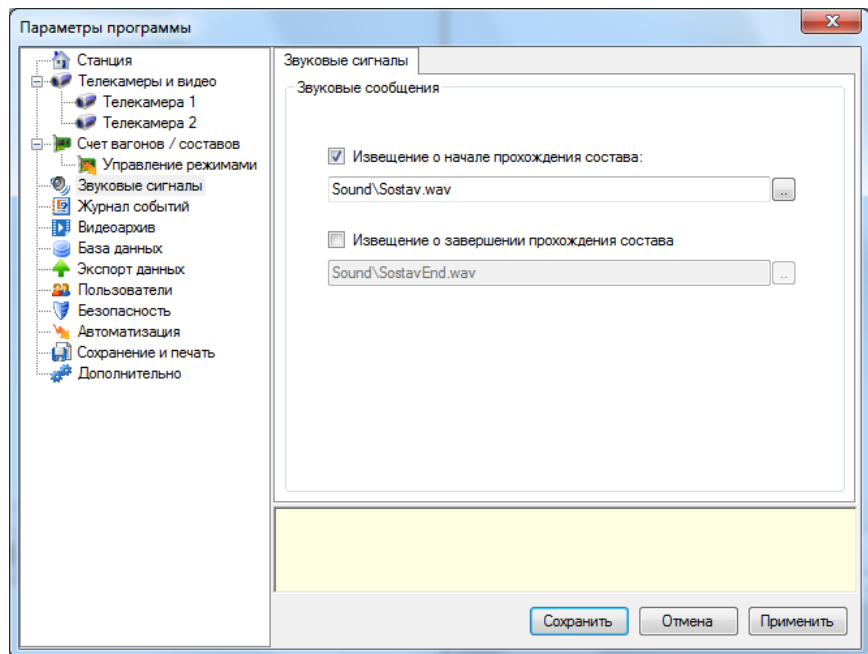 Параметры программы
Станция
Телекамеры и видео
Телекамера 1
Телекамера 2
Счет вагонов / составов
Управление режимами
Звуковые сигналы
Журнал событий
Видеоархив
База данных
Экспорт данных
Пользователи
Безопасность
Автоматизация
Сохранение и печать
Дополнительно
Звуковые сигналы
Звуковые сообщения
Извещение о начале прохождения состава:
Sound\Sostav.wav
..
Извещение о завершении прохождения состава
Sound\SostavEnd.wav
..
Сохранить
Отмена
Применить